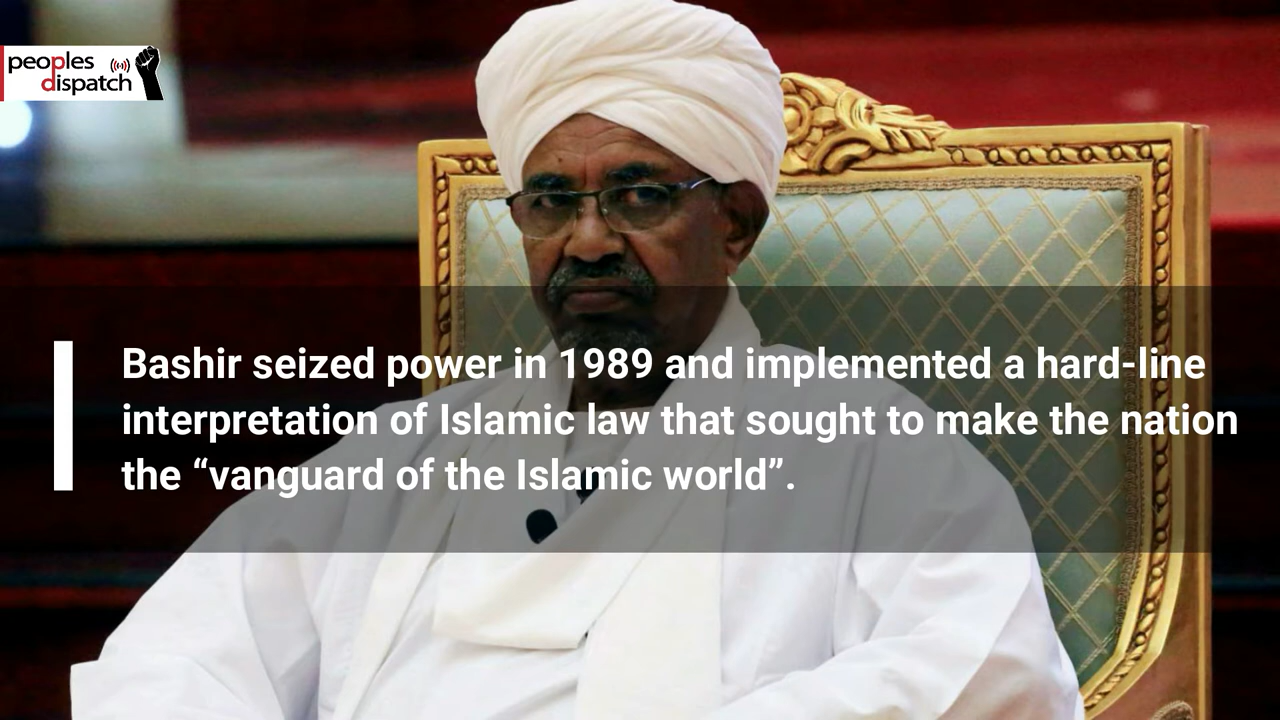 peoples
dispatch
Bashir seized power in 1989 and implemented a hard-line
interpretation of Islamic law that sought to make the nation
the “vanguard of the Islamic world”.